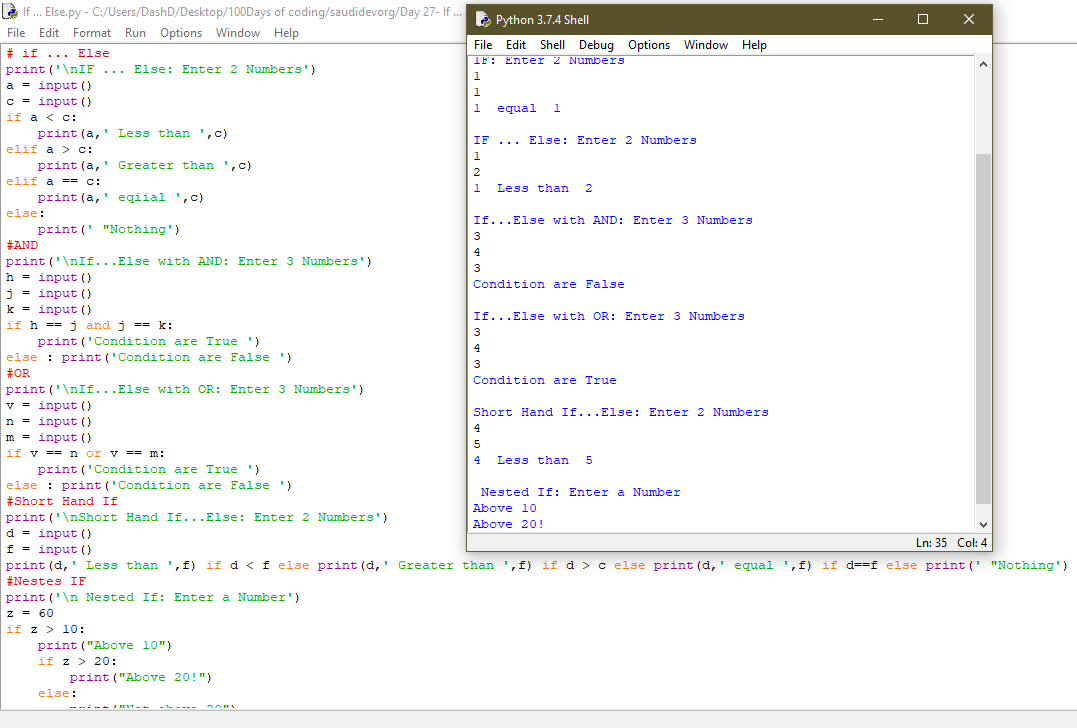 If ... Else.py - C:/Users/DashD/Desktop/100Days of coding/saudidevorg/Day 27- If ...
File Edit Format Run Options Window Help
# if ... Else
print('\nIF ... Else: Enter 2 Numbers')
a = input()
c = input()
if a < c:
    print(a,' Less than ',c)
elif a > c:
    print(a,' Greater than ',c)
elif a == c:
    print(a,' eqiial ',c)
else:
    print(' "Nothing')
#AND
print('\nIf...Else with AND: Enter 3 Numbers')
h = input()
j = input()
k = input()
if h == j and j == k:
    print('Condition are True ')
else : print('Condition are False ')
#OR
print('\nIf...Else with OR: Enter 3 Numbers')
v = input()
n = input()
m = input()
if v == n or v == m:
    print('Condition are True ')
else : print('Condition are False ')
#Short Hand If
print('\nShort Hand If...Else: Enter 2 Numbers')
d = input()
f = input()
print(d,' Less than ',f) if d < f else print(d,' Greater than ',f) if d > c else print(d,' equal ',f) if d==f else print(' "Nothing')
#Nestes IF
print('\n Nested If: Enter a Number')
z = 60
if z > 10:
    print("Above 10")
    if z > 20:
        print("Above 20!")
    else:
        print("Not above 20")
Python 3.7.4 Shell
File Edit Shell Debug Options Window Help
IF: Enter 2 Numbers
1
1
1  equal  1
IF ... Else: Enter 2 Numbers
1
2
1  Less than  2
If...Else with AND: Enter 3 Numbers
3
4
3
Condition are False
If...Else with OR: Enter 3 Numbers
3
4
3
Condition are True
Short Hand If...Else: Enter 2 Numbers
4
5
4  Less than  5
 Nested If: Enter a Number
Above 10
Above 20!
Ln: 35 Col: 4